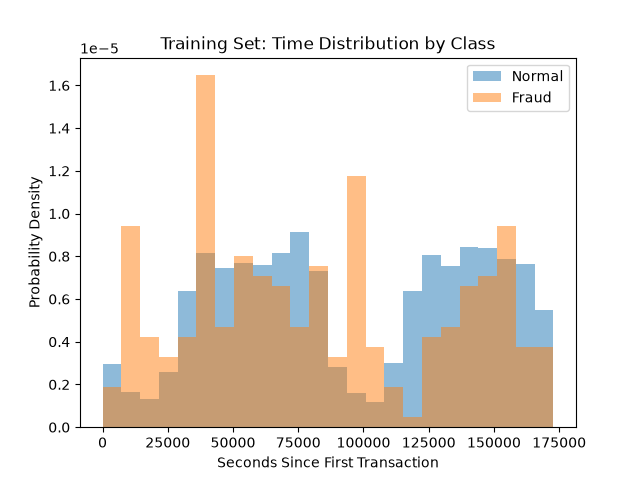 Training Set: Time Distribution by Class
1e−5
Normal
Fraud
1.6
1.4
1.2
1.0
0.8
0.6
0.4
0.2
0.0
Probability Density
0 25000 50000 75000 100000 125000 150000 175000
Seconds Since First Transaction